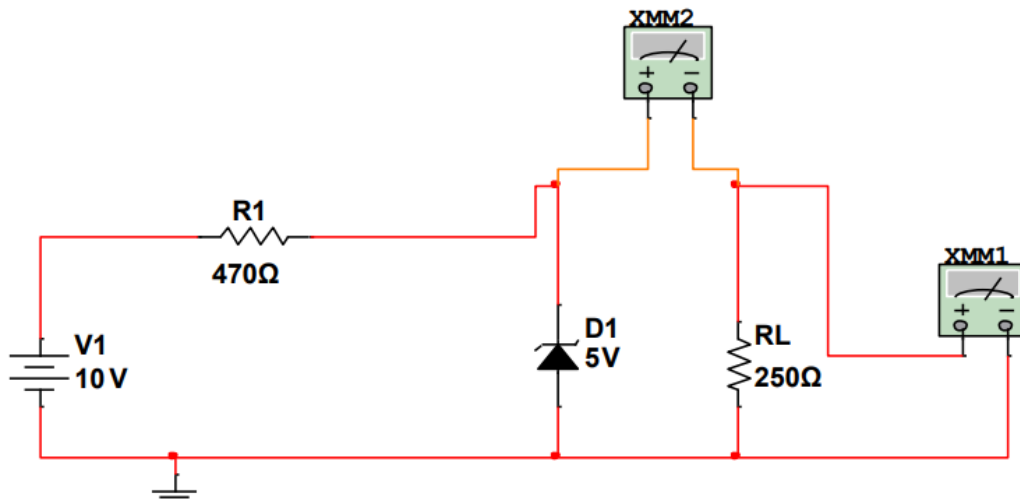 XMM2
+ −
R1
470Ω
XMM1
+ −
V1
10 V
D1
5V
RL
250Ω